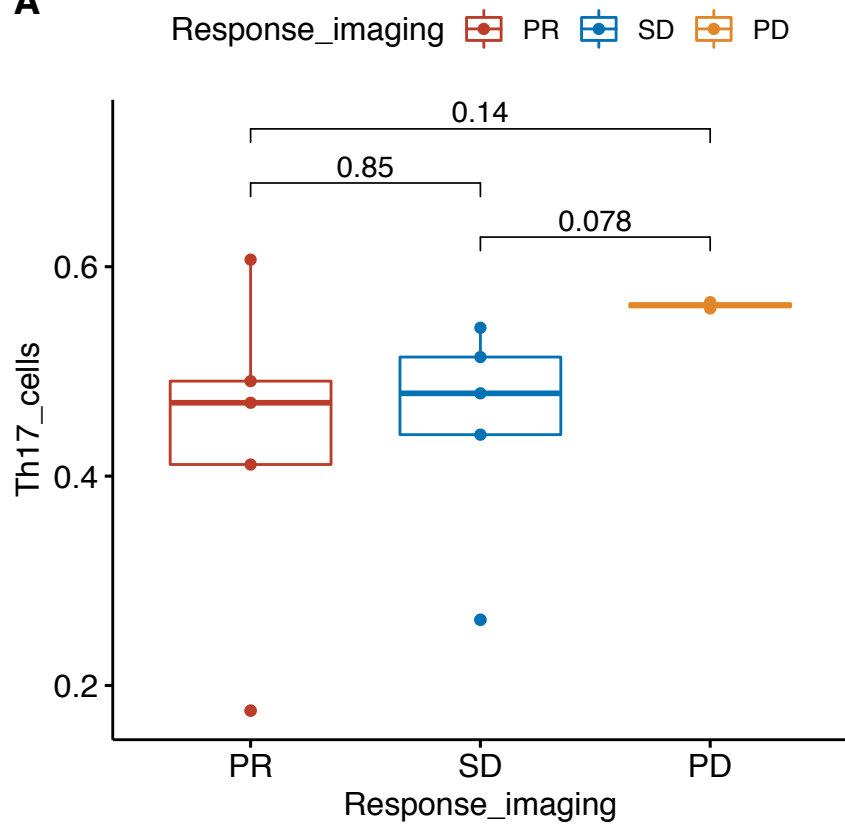 A
Response_imaging PR SD PD
0.14
0.85
0.078
0.6
0.4
0.2
Th17_cells
PR SD PD
Response_imaging